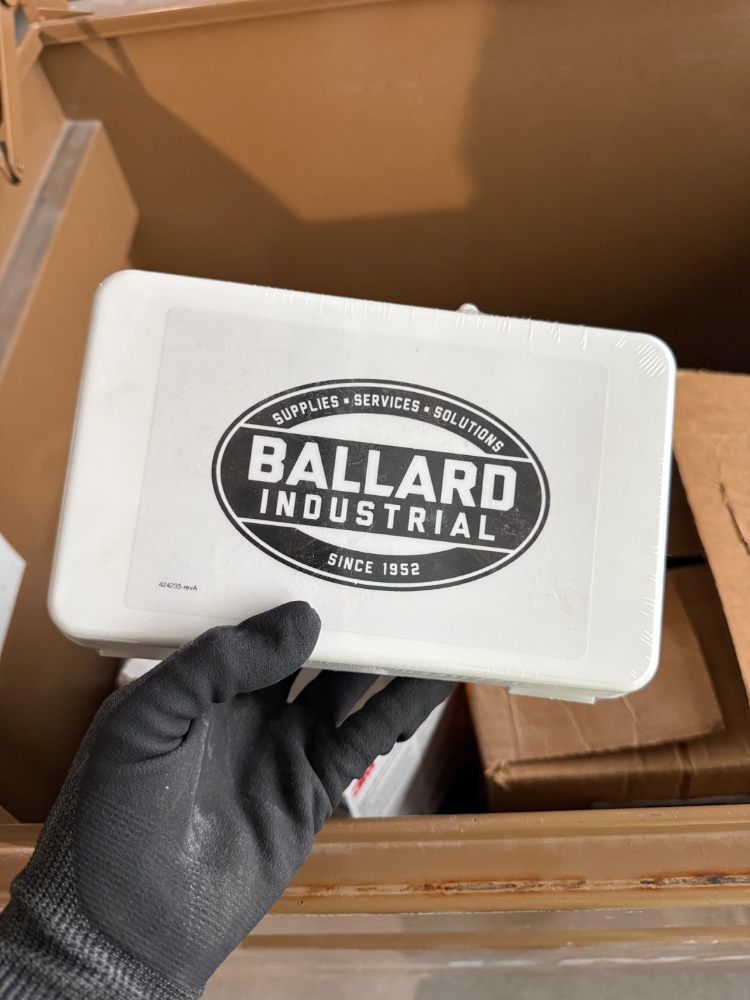 SUPPLIES ▪ SERVICES ▪ SOLUTIONS
BALLARD
INDUSTRIAL
SINCE 1952
424235-revA